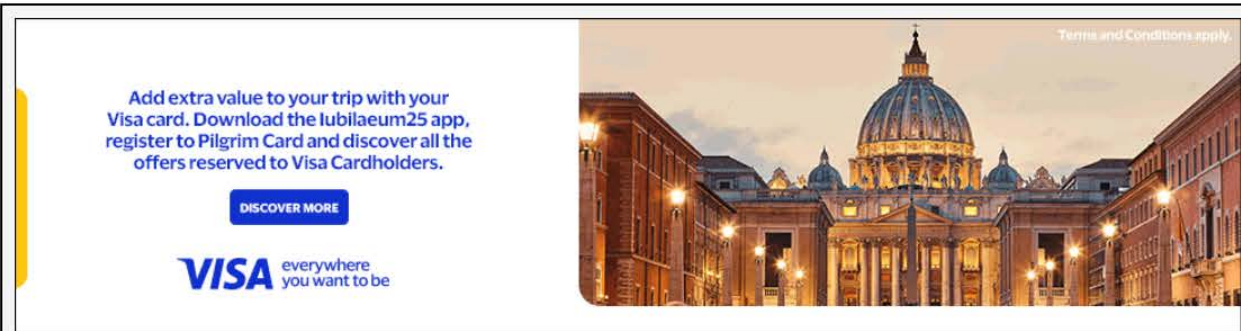 Terms and Conditions apply.
Add extra value to your trip with your
Visa card. Download the Iubilaeum25 app,
register to Pilgrim Card and discover all the
offers reserved to Visa Cardholders.
DISCOVER MORE
VISA everywhere
you want to be